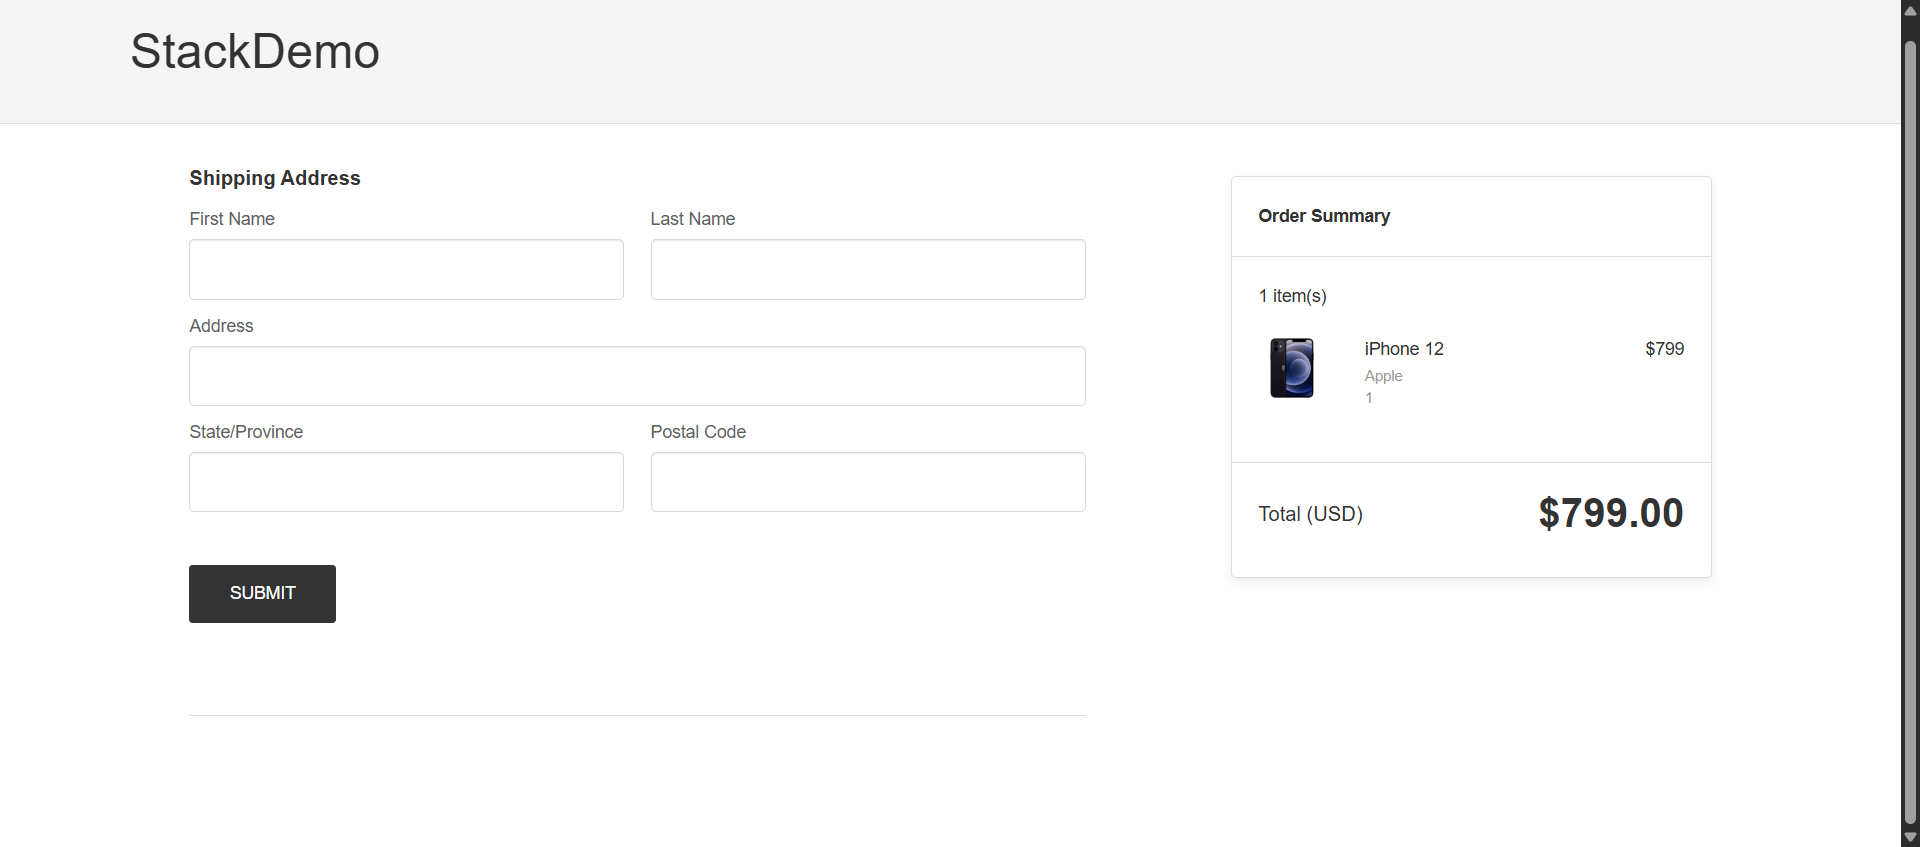 StackDemo
Shipping Address
First Name
Last Name
Address
State/Province
Postal Code
SUBMIT
Order Summary
1 item(s)
iPhone 12
$799
Apple
1
Total (USD)
$799.00